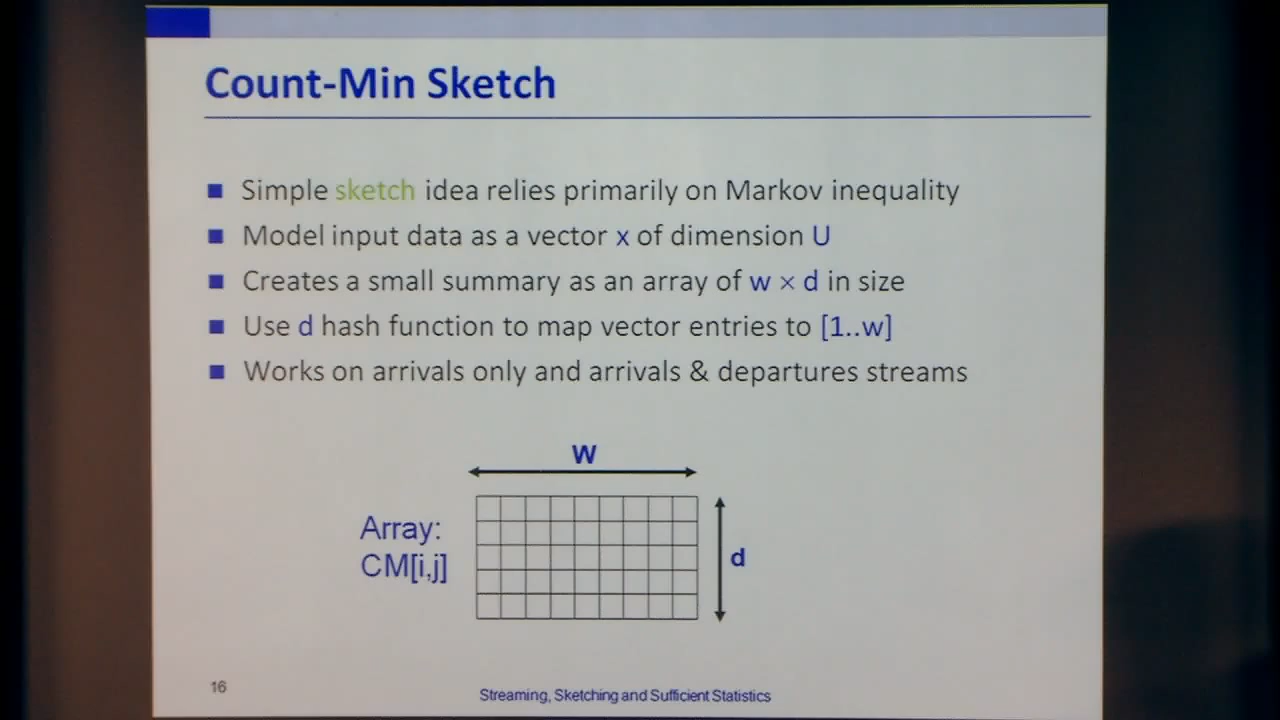 Count-Min Sketch
Simple sketch idea relies primarily on Markov inequality
Model input data as a vector x of dimension U
Creates a small summary as an array of w × d in size
Use d hash function to map vector entries to [1..w]
Works on arrivals only and arrivals & departures streams
W
Array:
CM[i,j]
d
16
Streaming, Sketching and Sufficient Statistics